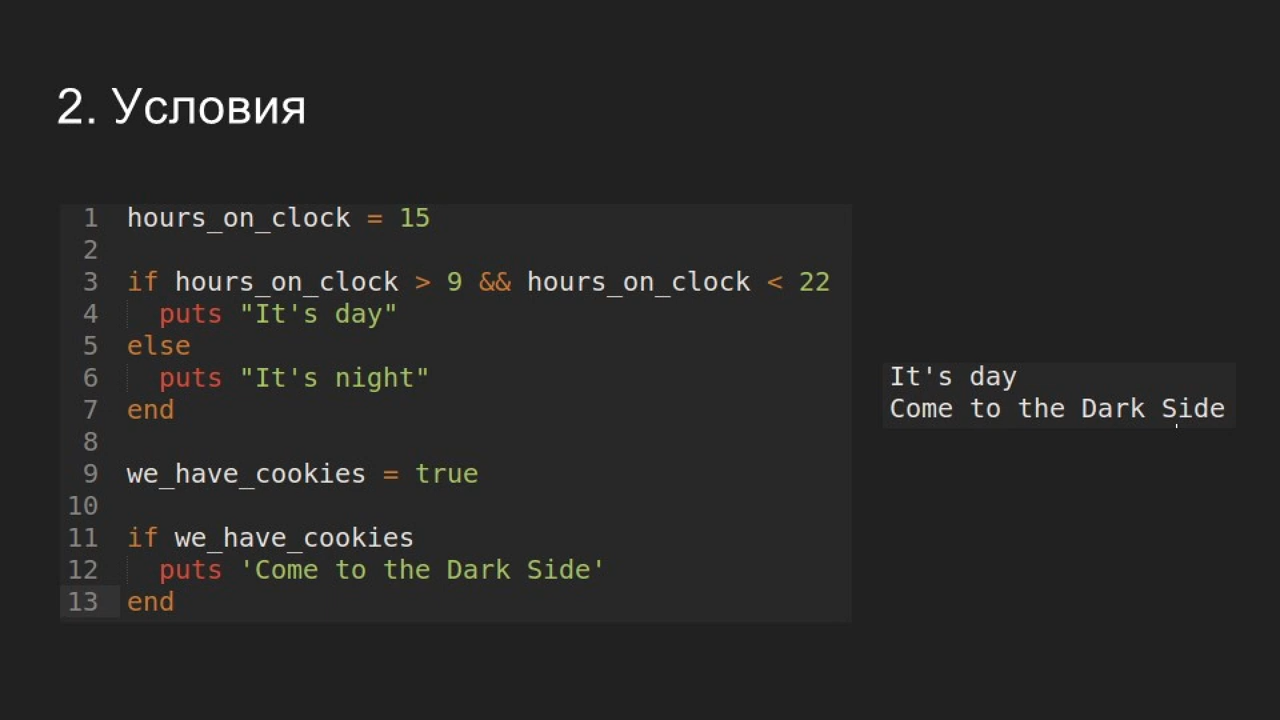 2. Условия
1 hours_on_clock = 15
2
3 if hours_on_clock > 9 && hours_on_clock < 22
4   puts "It's day"
5 else
6   puts "It's night"
7 end
8
9 we_have_cookies = true
10
11 if we_have_cookies
12   puts 'Come to the Dark Side'
13 end
It's day
Come to the Dark Side